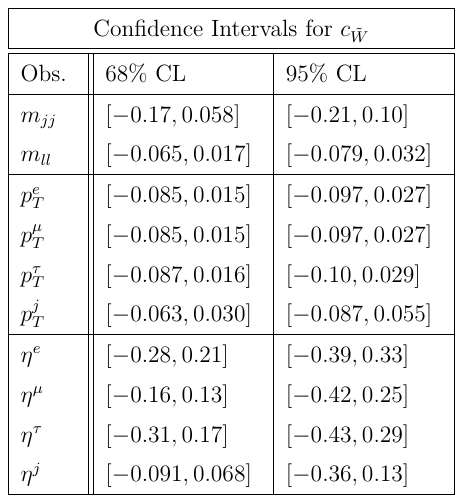 Confidence Intervals for $c_{\tilde{W}}$
Obs. 68% CL 95% CL
$m_{jj}$ [−0.17, 0.058] [−0.21, 0.10]
$m_{ll}$ [−0.065, 0.017] [−0.079, 0.032]
$p_T^e$ [−0.085, 0.015] [−0.097, 0.027]
$p_T^\mu$ [−0.085, 0.015] [−0.097, 0.027]
$p_T^\tau$ [−0.087, 0.016] [−0.10, 0.029]
$p_T^j$ [−0.063, 0.030] [−0.087, 0.055]
$\eta^e$ [−0.28, 0.21] [−0.39, 0.33]
$\eta^\mu$ [−0.16, 0.13] [−0.42, 0.25]
$\eta^\tau$ [−0.31, 0.17] [−0.43, 0.29]
$\eta^j$ [−0.091, 0.068] [−0.36, 0.13]